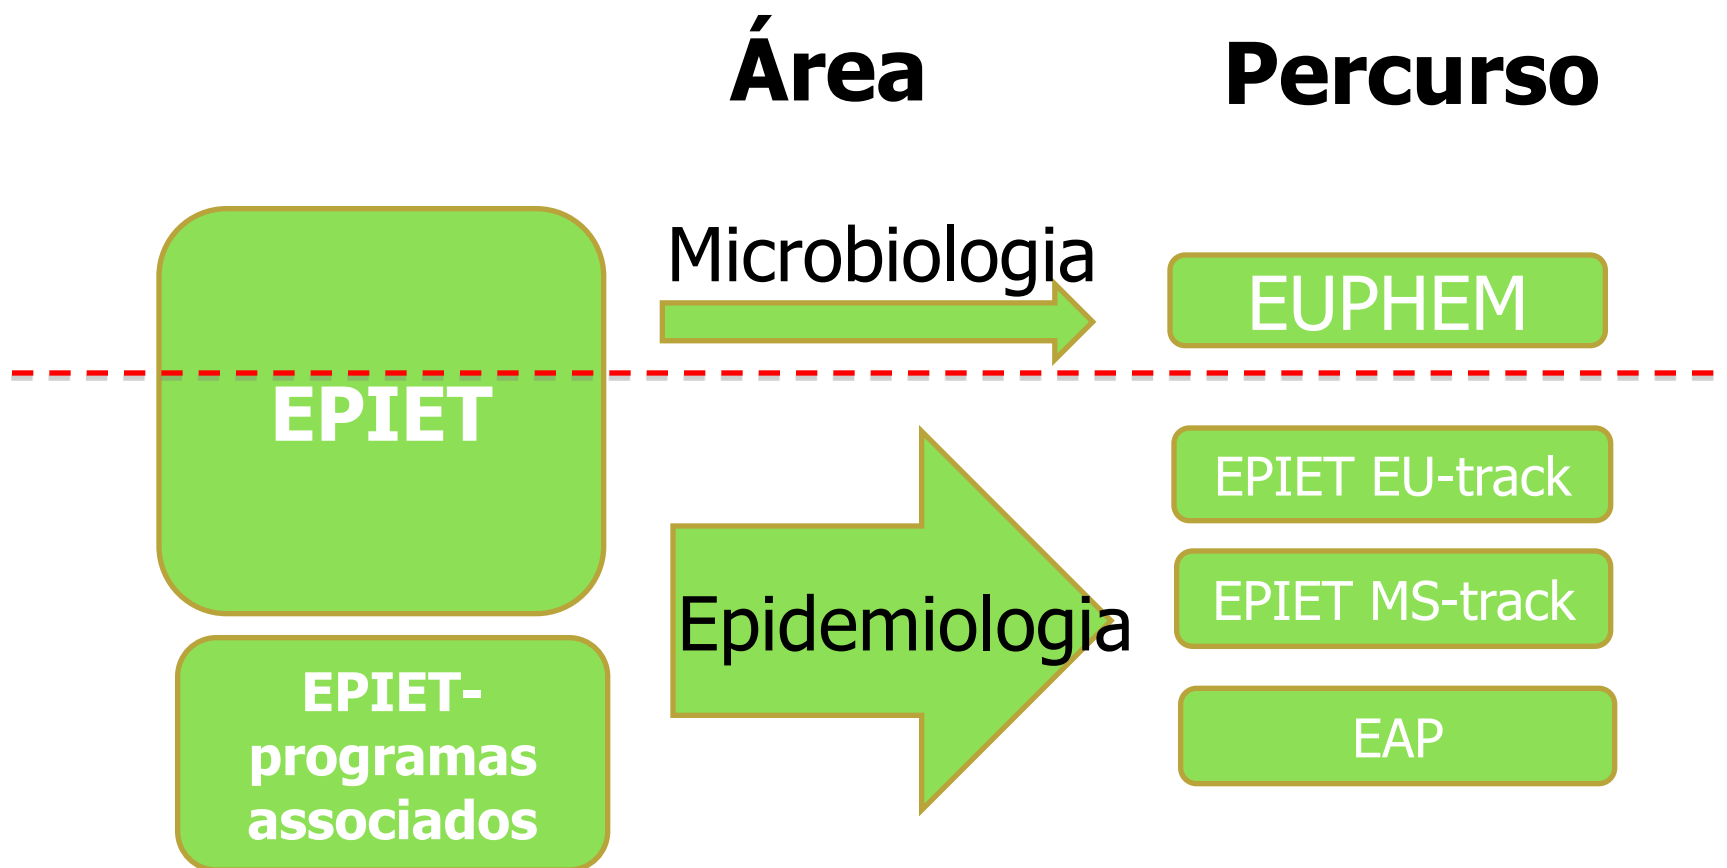 Área
Percurso
Microbiologia
EUPHEM
EPIET
EPIET EU-track
EPIET MS-track
Epidemiologia
EPIET-
programas
associados
EAP